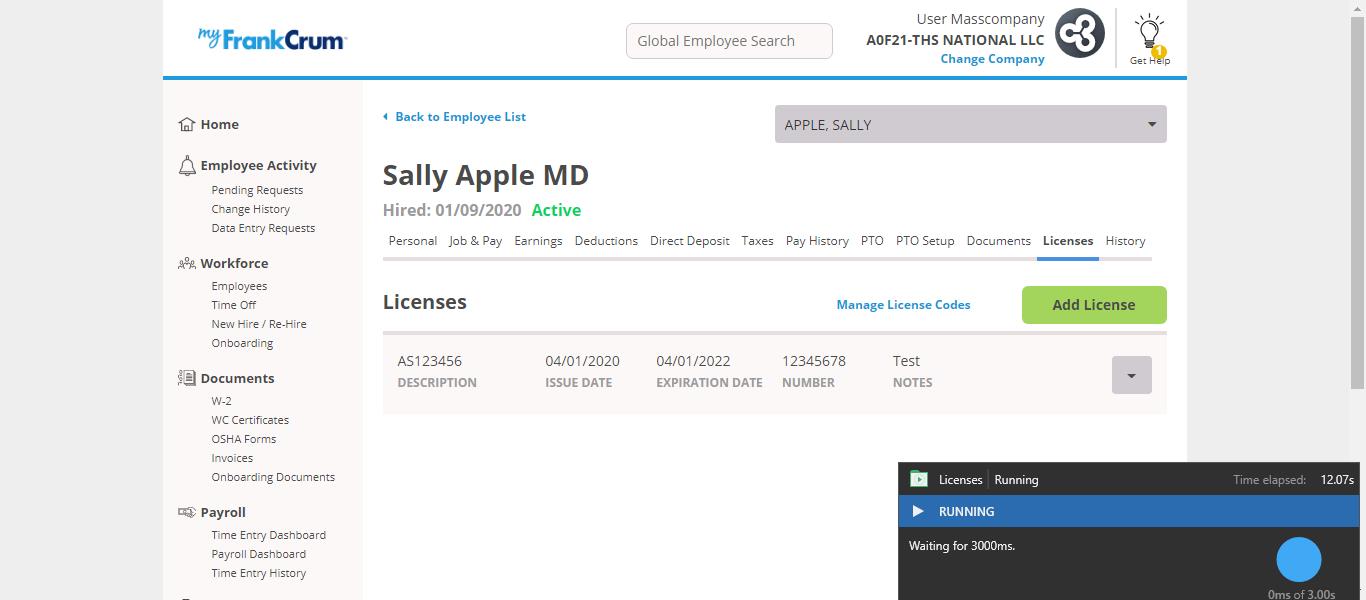 my FrankCrum
Global Employee Search
User Masscompany
A0F21-THS NATIONAL LLC
Change Company
1
Get Help
Home
Employee Activity
Pending Requests
Change History
Data Entry Requests
Workforce
Employees
Time Off
New Hire / Re-Hire
Onboarding
Documents
W-2
WC Certificates
OSHA Forms
Invoices
Onboarding Documents
Payroll
Time Entry Dashboard
Payroll Dashboard
Time Entry History
Back to Employee List
APPLE, SALLY
Sally Apple MD
Hired: 01/09/2020 Active
Personal Job & Pay Earnings Deductions Direct Deposit Taxes Pay History PTO PTO Setup Documents Licenses History
Licenses
Manage License Codes
Add License
AS123456 04/01/2020 04/01/2022 12345678 Test
DESCRIPTION ISSUE DATE EXPIRATION DATE NUMBER NOTES
Licenses Running Time elapsed: 12.07s
RUNNING
Waiting for 3000ms.
0ms of 3.00s